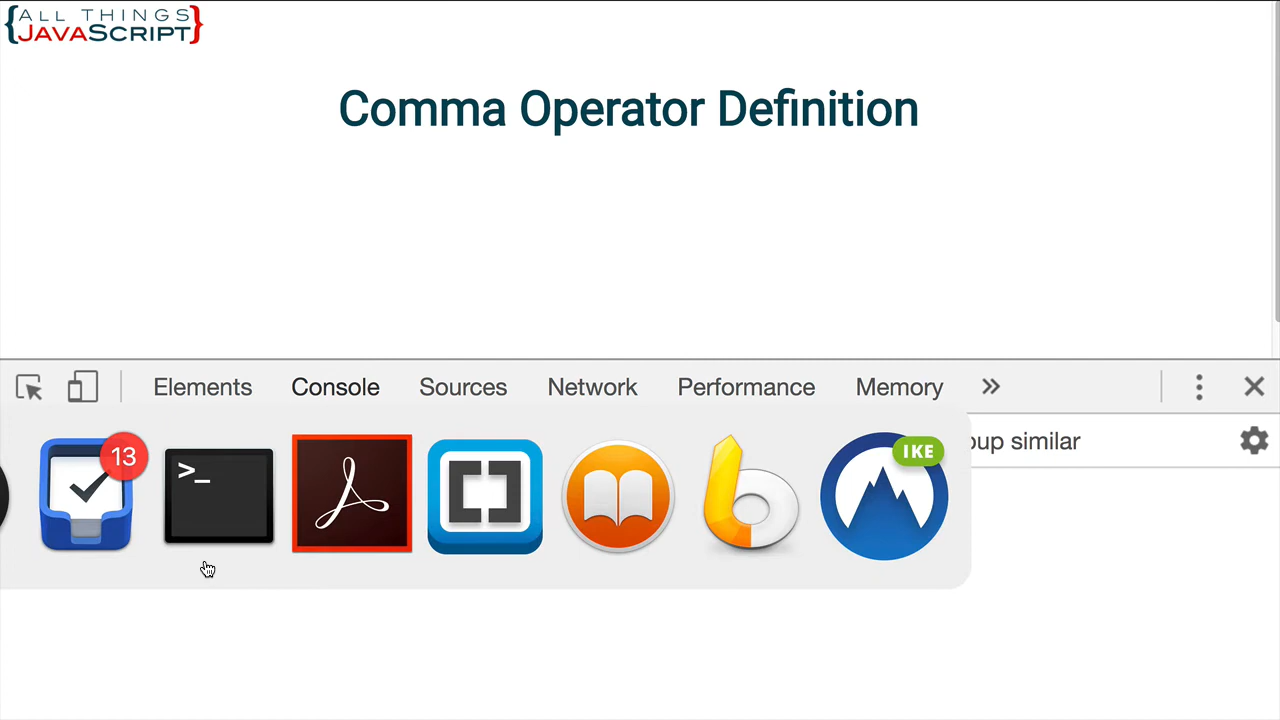 {ALL THINGS
JAVASCRIPT}
Comma Operator Definition
Elements Console Sources Network Performance Memory »
13 >_ IKE oup similar